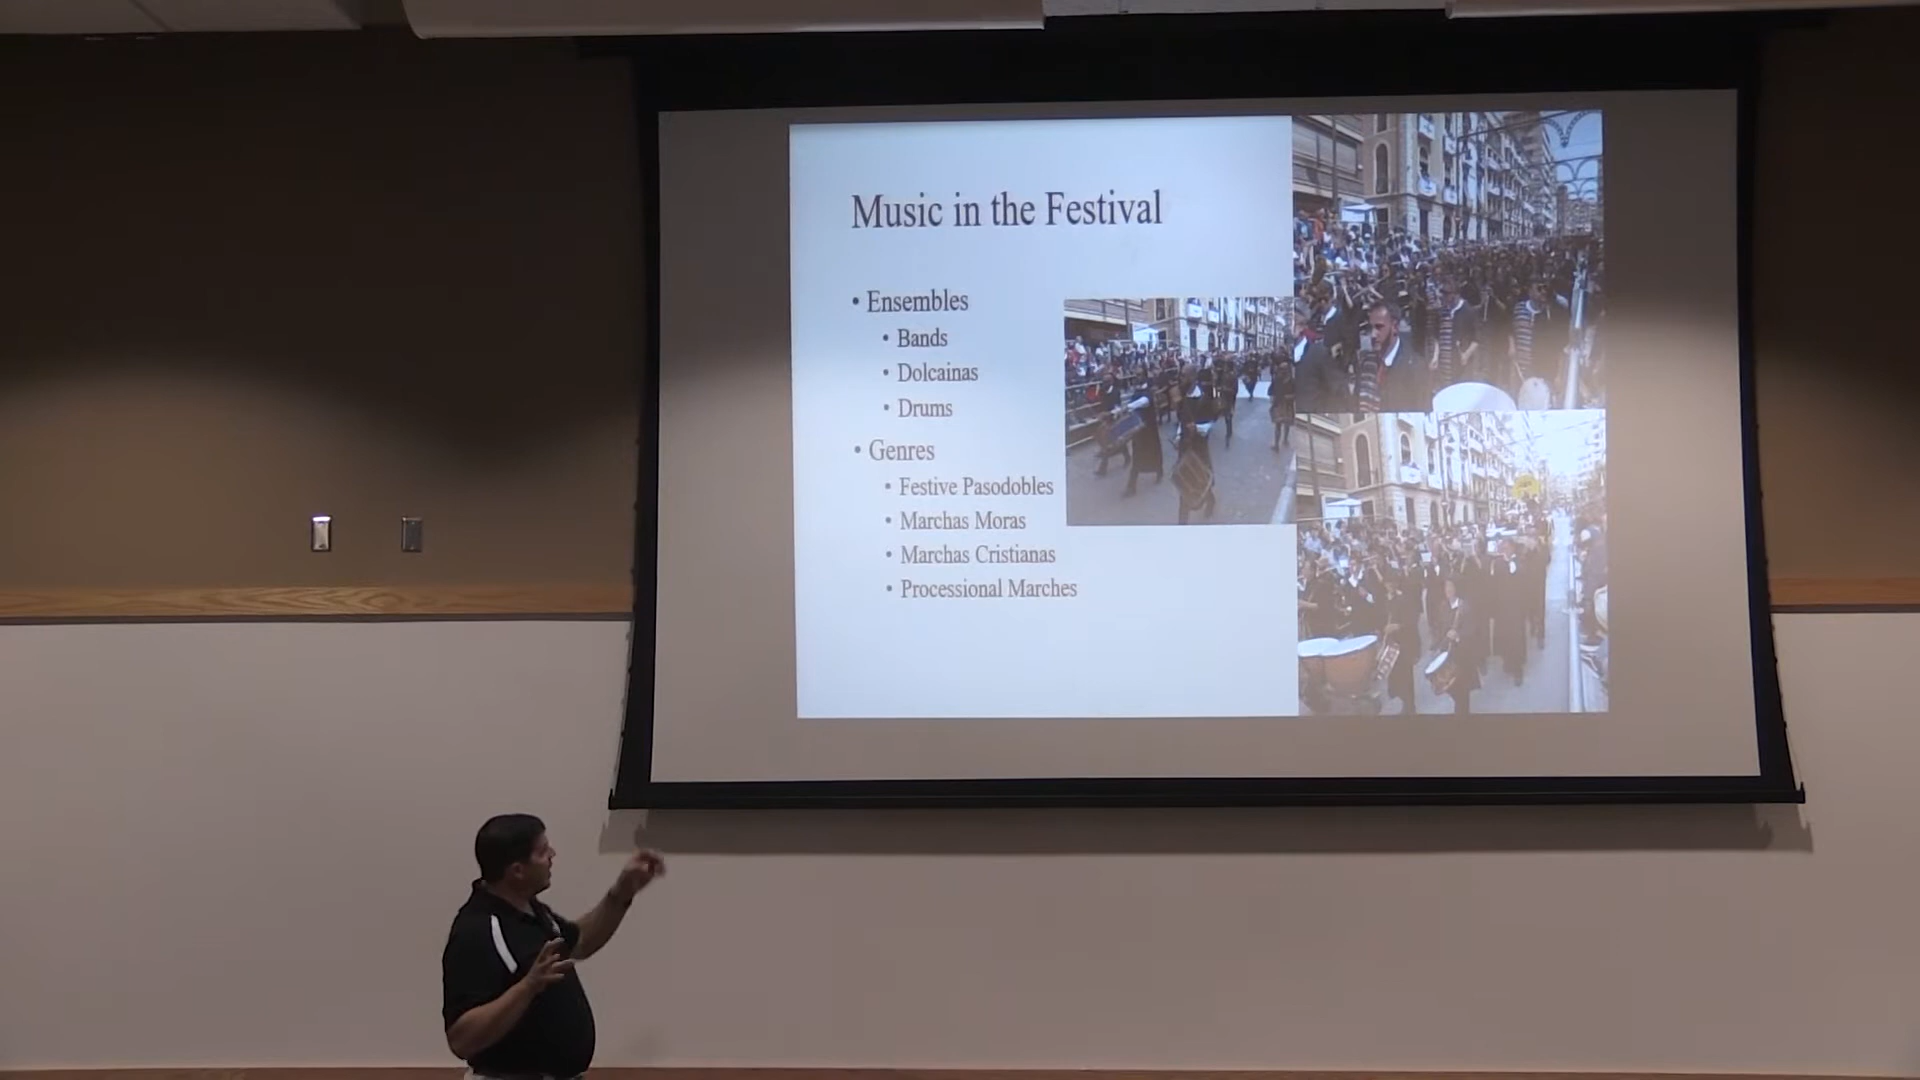 Music in the Festival
• Ensembles
• Bands
• Dolcainas
• Drums
• Genres
• Festive Pasodobles
• Marchas Moras
• Marchas Cristianas
• Processional Marches